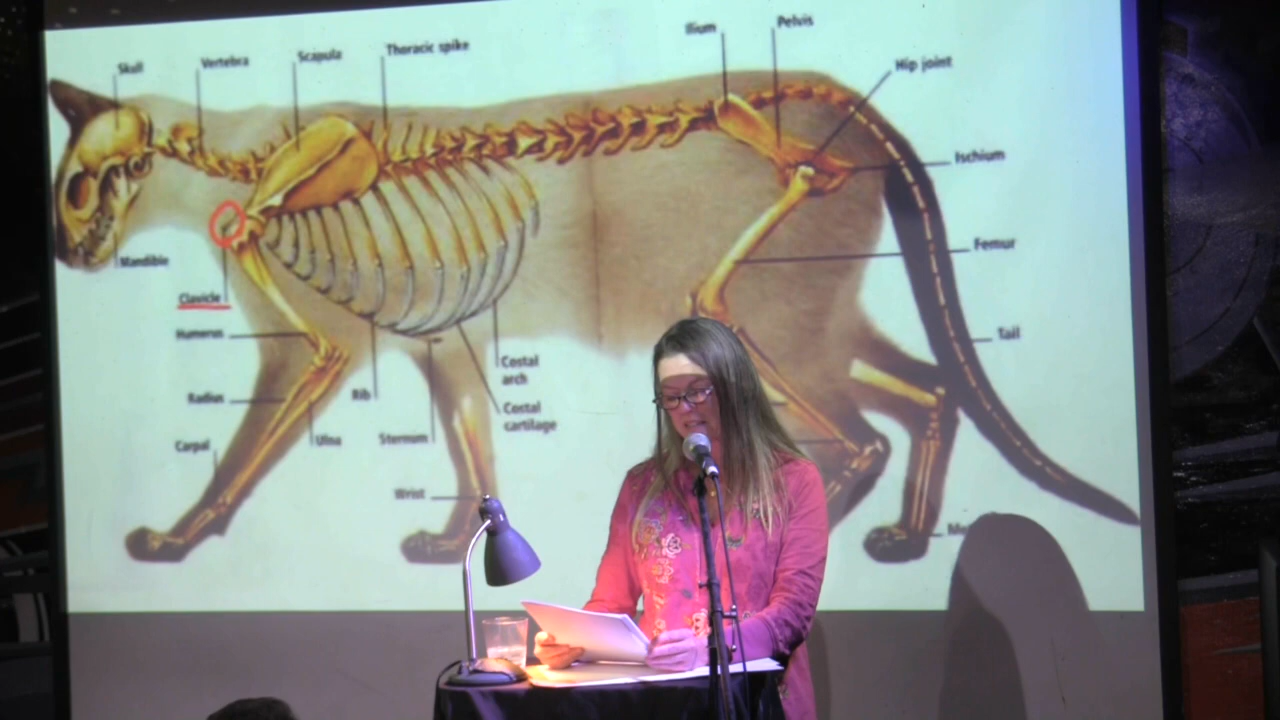 Skull
Vertebra
Scapula
Thoracic spike
Ilium
Pelvis
Hip joint
Ischium
Mandible
Clavicle
Femur
Humerus
Tail
Costal
arch
Radius
Rib
Costal
cartilage
Carpal
Ulna
Sternum
Wrist